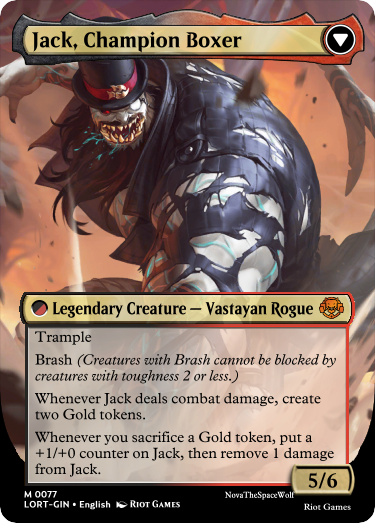 Jack, Champion Boxer
Legendary Creature — Vastayan Rogue
Trample
Brash (Creatures with Brash cannot be blocked by
creatures with toughness 2 or less.)
Whenever Jack deals combat damage, create
two Gold tokens.
Whenever you sacrifice a Gold token, put a
+1/+0 counter on Jack, then remove 1 damage
from Jack.
5/6
M 0077
NovaTheSpaceWolf
LORT-GIN • English Riot Games
Riot Games